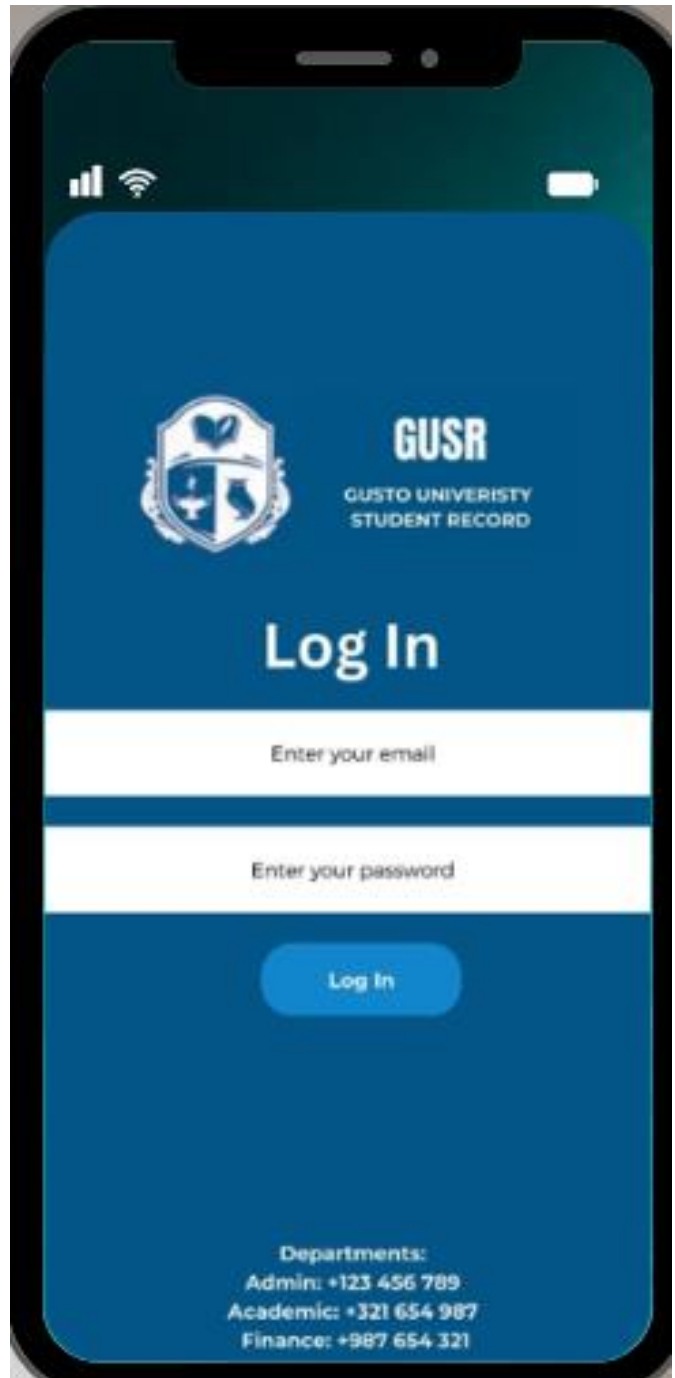 GUSR
GUSTO UNIVERISTY
STUDENT RECORD
Log In
Enter your email
Enter your password
Log In
Departments:
Admin: +123 456 789
Academic: +321 654 987
Finance: +987 654 321